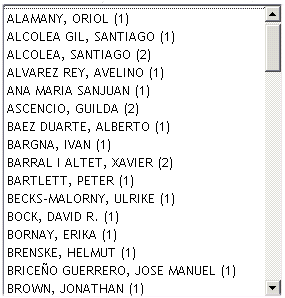 ALAMANY, ORIOL (1)
ALCOLEA GIL, SANTIAGO (1)
ALCOLEA, SANTIAGO (2)
ALVAREZ REY, AVELINO (1)
ANA MARIA SANJUAN (1)
ASCENCIO, GUILDA (2)
BAEZ DUARTE, ALBERTO (1)
BARGNA, IVAN (1)
BARRAL I ALTET, XAVIER (2)
BARTLETT, PETER (1)
BECKS-MALORNY, ULRIKE (1)
BOCK, DAVID R. (1)
BORNAY, ERIKA (1)
BRENSKE, HELMUT (1)
BRICEÑO GUERRERO, JOSE MANUEL (1)
BROWN, JONATHAN (1)